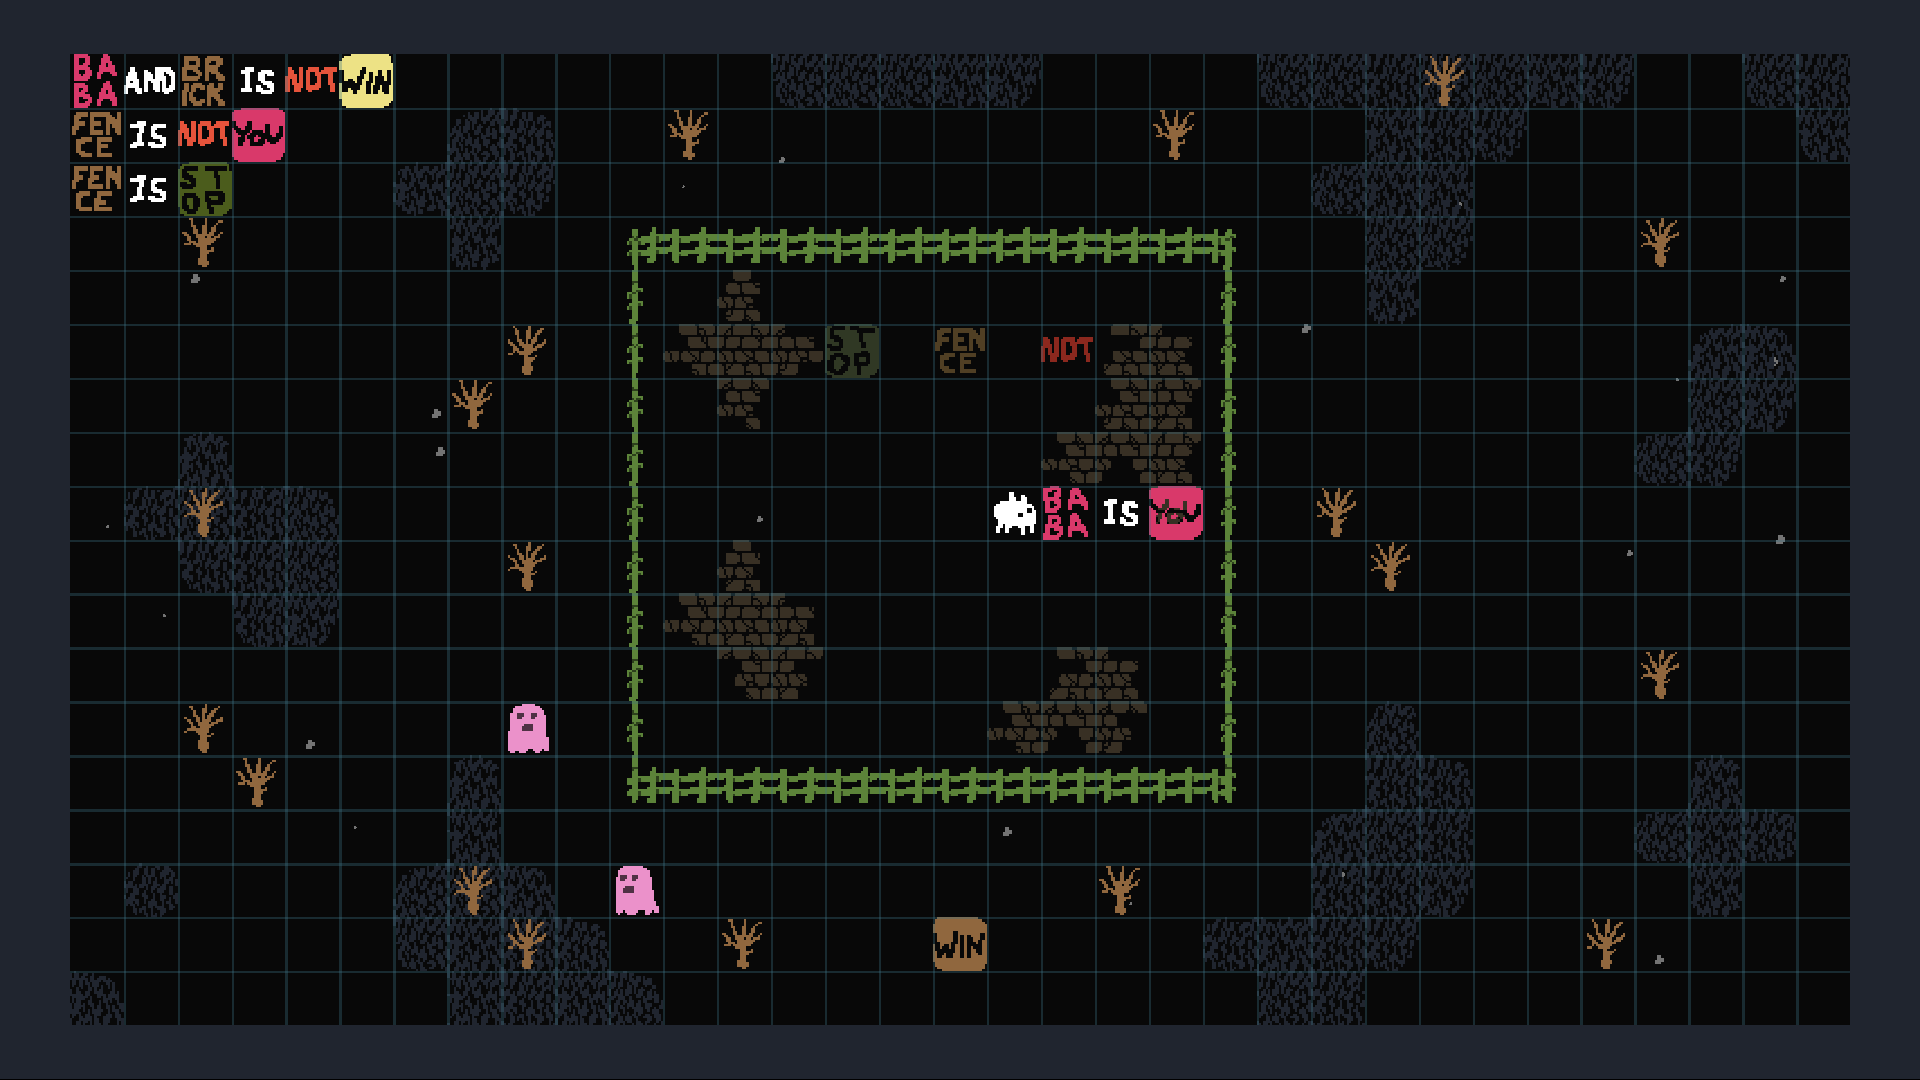 BABA AND BRICK IS NOT WIN
FENCE IS NOT YOU
FENCE IS STOP
STOP FENCE NOT
BABA IS YOU
WIN